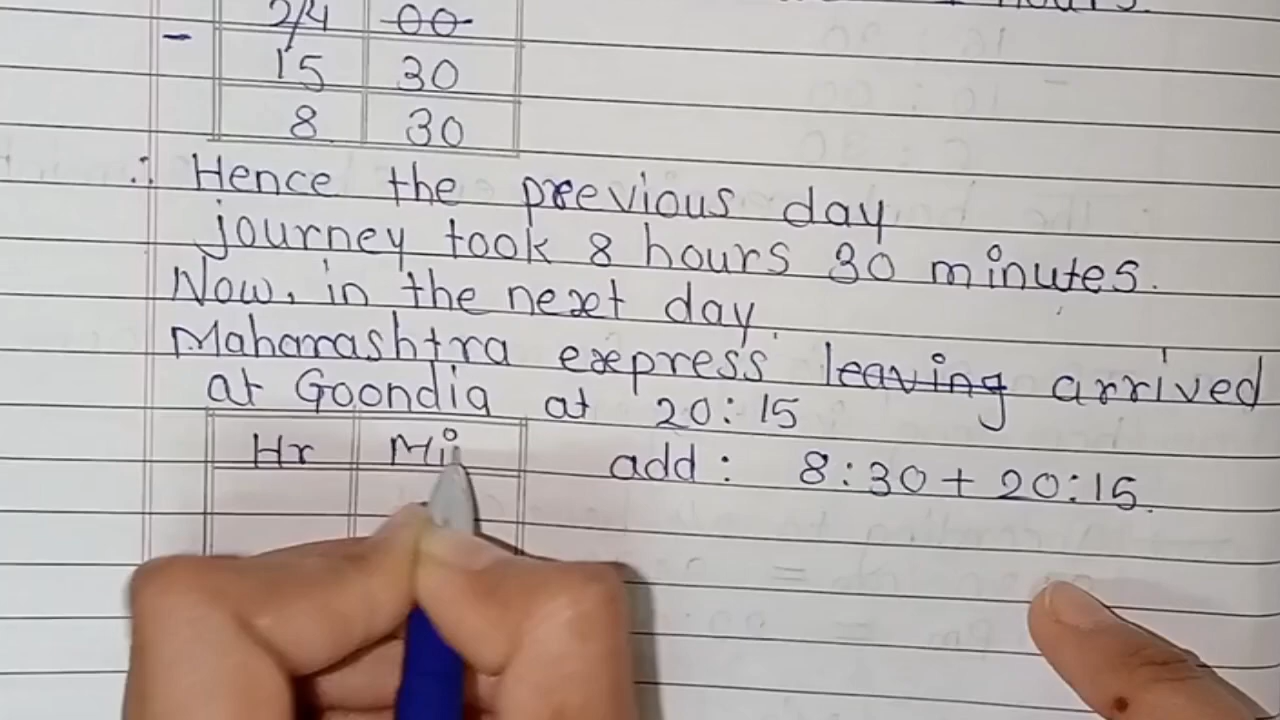 hours.
- 24 00
15 30
8 30
∴ Hence the previous day
journey took 8 hours 30 minutes.
Now, in the next day.
Maharashtra express leaving arrived
at Goondia at 20:15
Hr Mi add : 8:30 + 20:15.